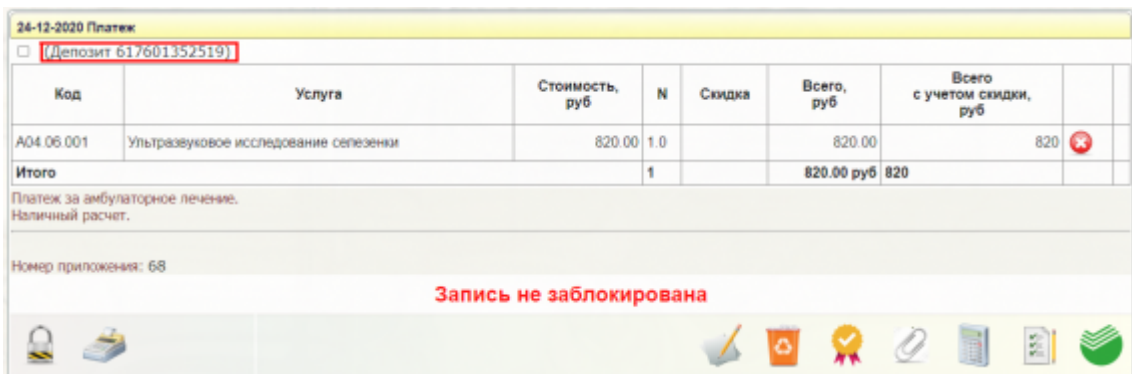 24-12-2020 Платеж
(Депозит 617601352519)
Код Услуга Стоимость, руб N Скидка Всего, руб Всего с учетом скидки, руб
A04.06.001 Ультразвуковое исследование селезенки 820.00 1.0 820.00 820
Итого 1 820.00 руб 820
Платеж за амбулаторное лечение.
Наличный расчет.
Номер приложения: 68
Запись не заблокирована